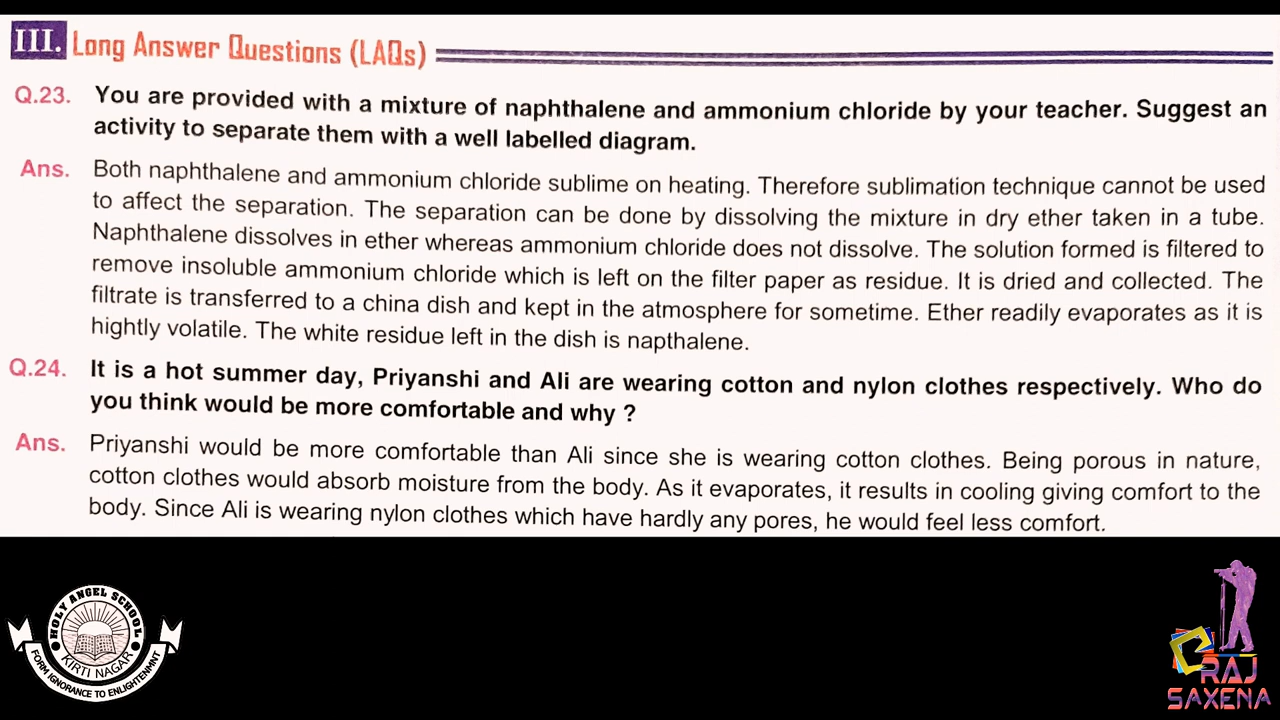 III. Long Answer Questions (LAQs)
Q.23. You are provided with a mixture of naphthalene and ammonium chloride by your teacher. Suggest an
activity to separate them with a well labelled diagram.
Ans. Both naphthalene and ammonium chloride sublime on heating. Therefore sublimation technique cannot be used
to affect the separation. The separation can be done by dissolving the mixture in dry ether taken in a tube.
Naphthalene dissolves in ether whereas ammonium chloride does not dissolve. The solution formed is filtered to
remove insoluble ammonium chloride which is left on the filter paper as residue. It is dried and collected. The
filtrate is transferred to a china dish and kept in the atmosphere for sometime. Ether readily evaporates as it is
hightly volatile. The white residue left in the dish is napthalene.
Q.24. It is a hot summer day, Priyanshi and Ali are wearing cotton and nylon clothes respectively. Who do
you think would be more comfortable and why ?
Ans. Priyanshi would be more comfortable than Ali since she is wearing cotton clothes. Being porous in nature,
cotton clothes would absorb moisture from the body. As it evaporates, it results in cooling giving comfort to the
body. Since Ali is wearing nylon clothes which have hardly any pores, he would feel less comfort.
HOLY ANGEL SCHOOL
KIRTI NAGAR
FORM IGNORANCE TO ENLIGHTENMNT
RAJ
SAXENA